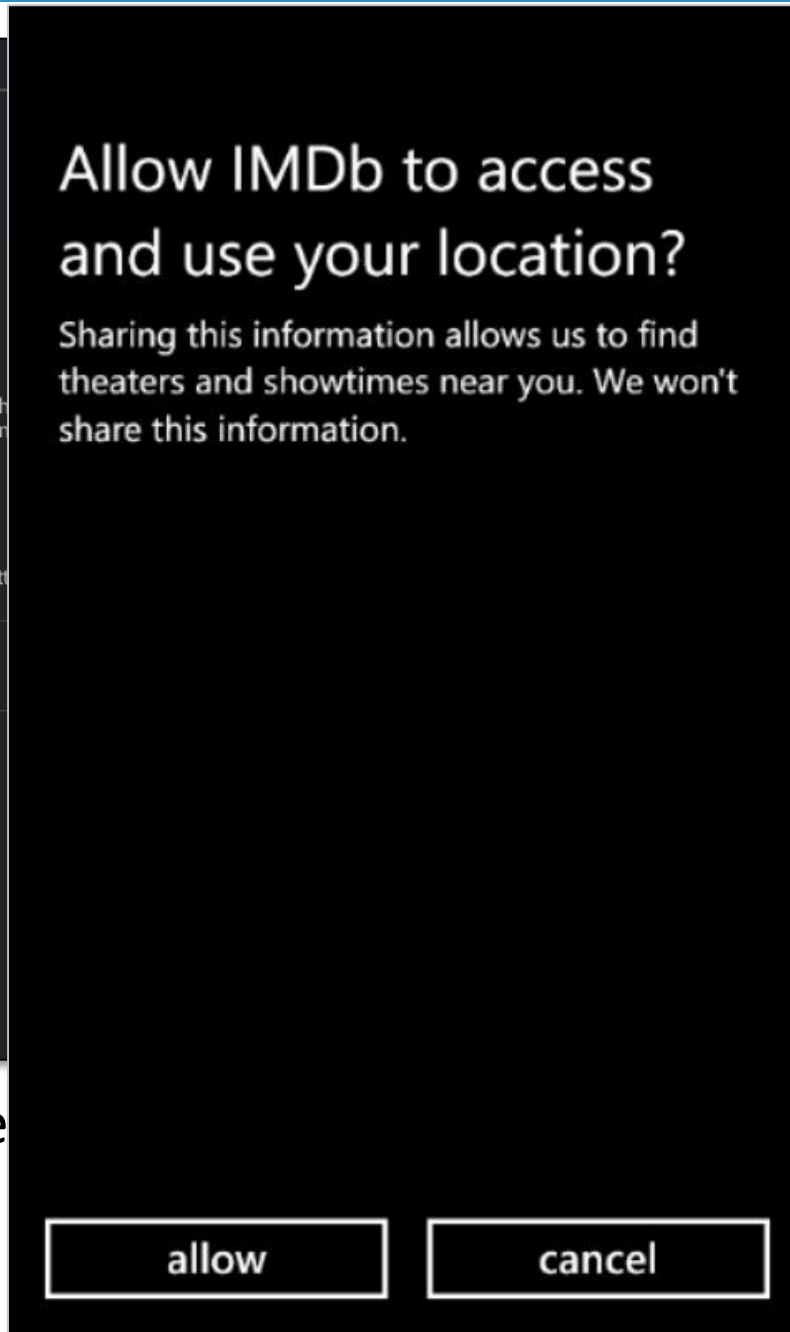 Allow IMDb to access
and use your location?
Sharing this information allows us to find
theaters and showtimes near you. We won't
share this information.
allow
cancel